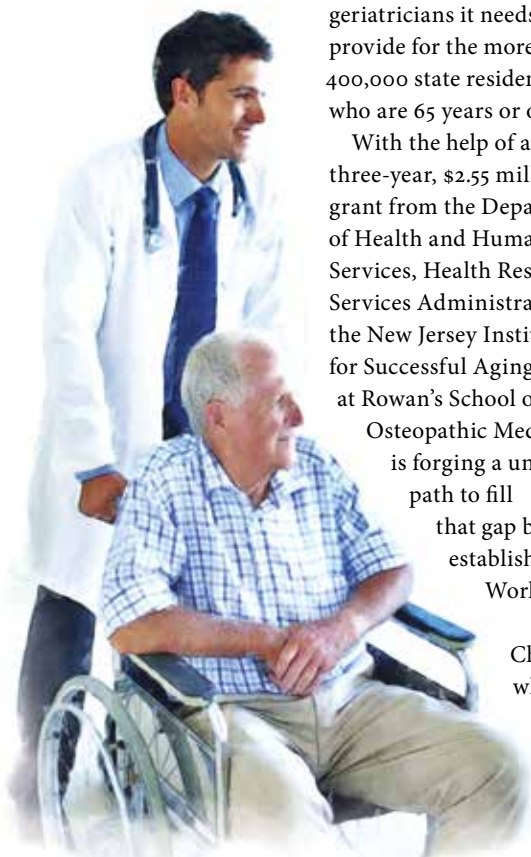 geriatricians it needs
provide for the more
400,000 state residen
who are 65 years or o
With the help of a
three-year, $2.55 mil
grant from the Depa
of Health and Huma
Services, Health Res
Services Administra
the New Jersey Instit
for Successful Aging
at Rowan's School o
Osteopathic Med
is forging a un
path to fill
that gap b
establish
Work
Ch
wh